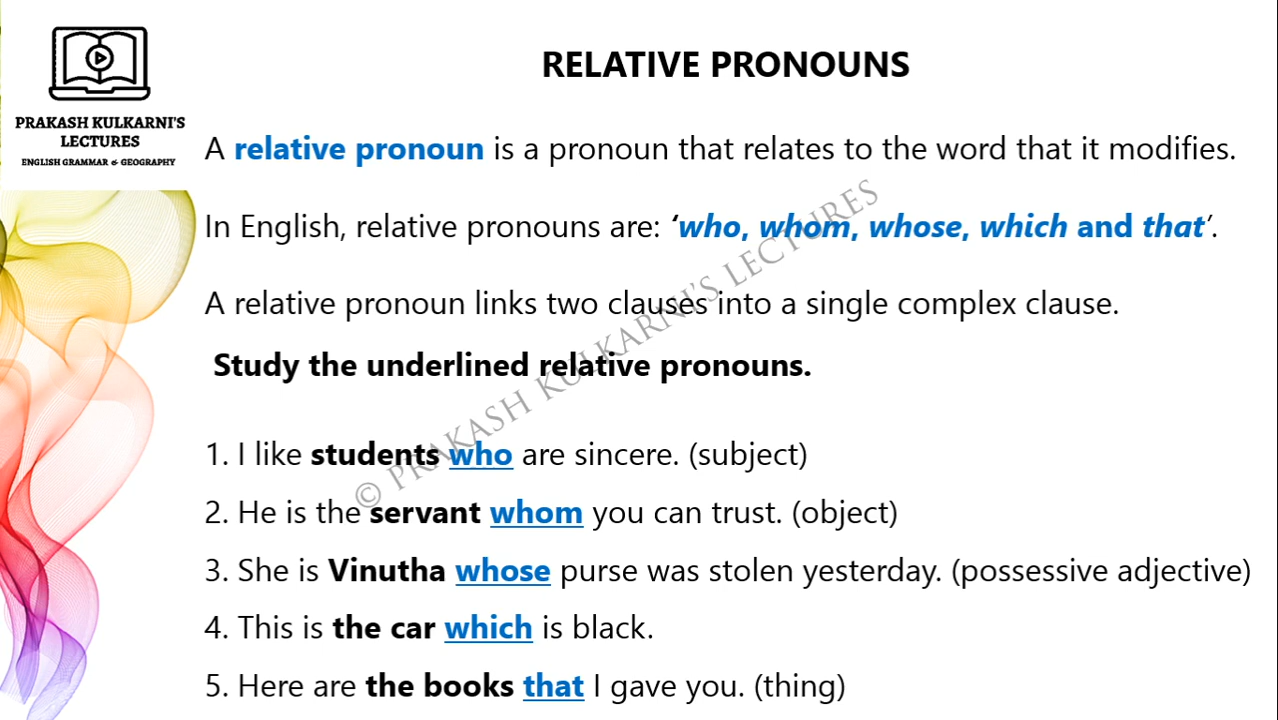 PRAKASH KULKARNI'S
LECTURES
ENGLISH GRAMMAR & GEOGRAPHY
RELATIVE PRONOUNS
A relative pronoun is a pronoun that relates to the word that it modifies.
In English, relative pronouns are: ‘who, whom, whose, which and that’.
A relative pronoun links two clauses into a single complex clause.
Study the underlined relative pronouns.
1. I like students who are sincere. (subject)
2. He is the servant whom you can trust. (object)
3. She is Vinutha whose purse was stolen yesterday. (possessive adjective)
4. This is the car which is black.
5. Here are the books that I gave you. (thing)
© PRAKASH KULKARNI'S LECTURES